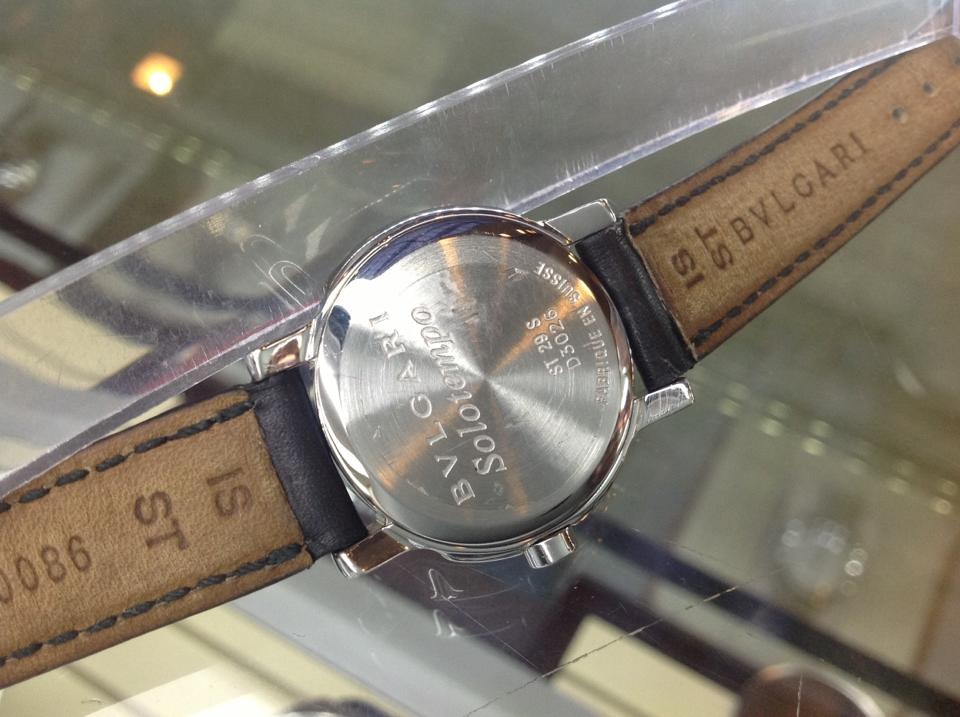 BVLGARI
Solotempo
ST 29 S
D3026
FABRIQUE EN SUISSE
IS
ST
BVLGARI
IS
ST
0086